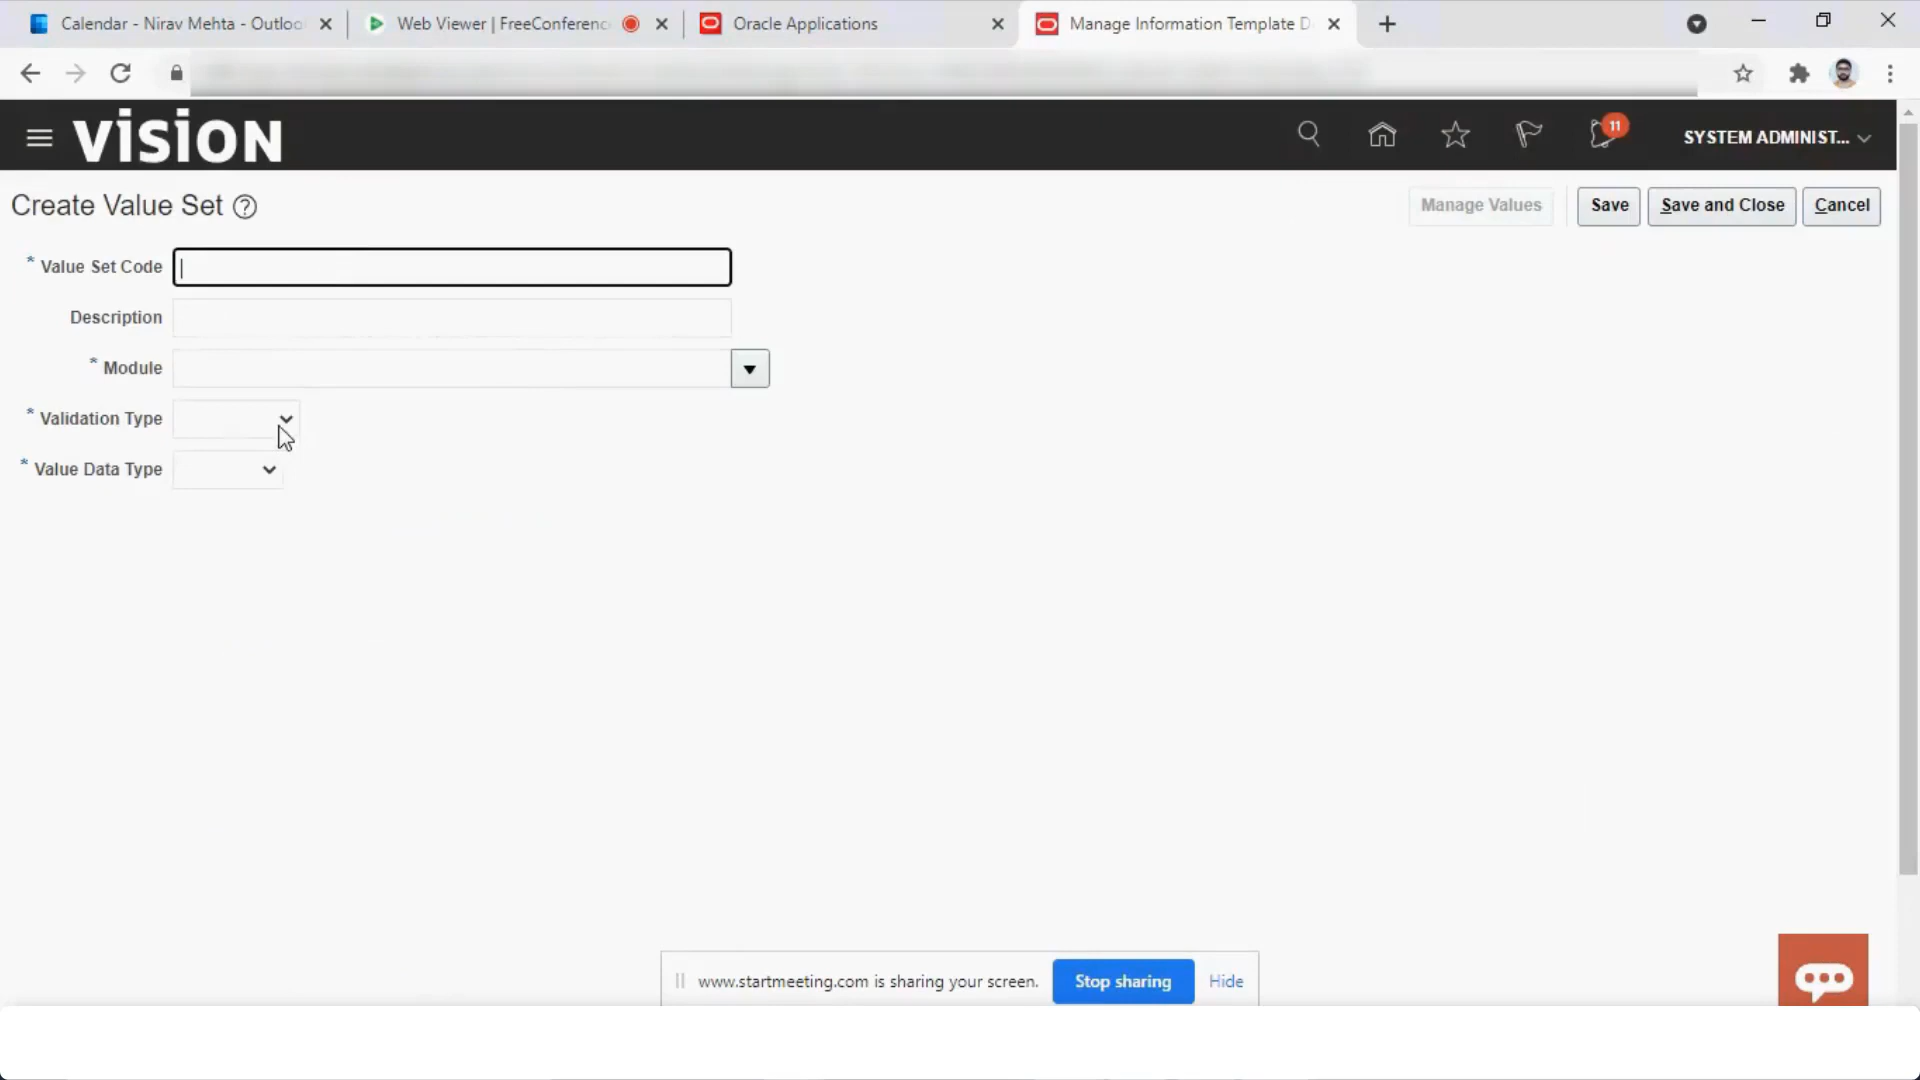 Calendar - Nirav Mehta - Outloo
Web Viewer | FreeConferenc
Oracle Applications
Manage Information Template D
vision
11
SYSTEM ADMINIST...
Create Value Set
Manage Values
Save
Save and Close
Cancel
* Value Set Code
Description
* Module
* Validation Type
* Value Data Type
www.startmeeting.com is sharing your screen.
Stop sharing
Hide